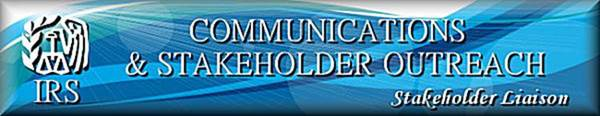 IRS
COMMUNICATIONS
& STAKEHOLDER OUTREACH
Stakeholder Liaison